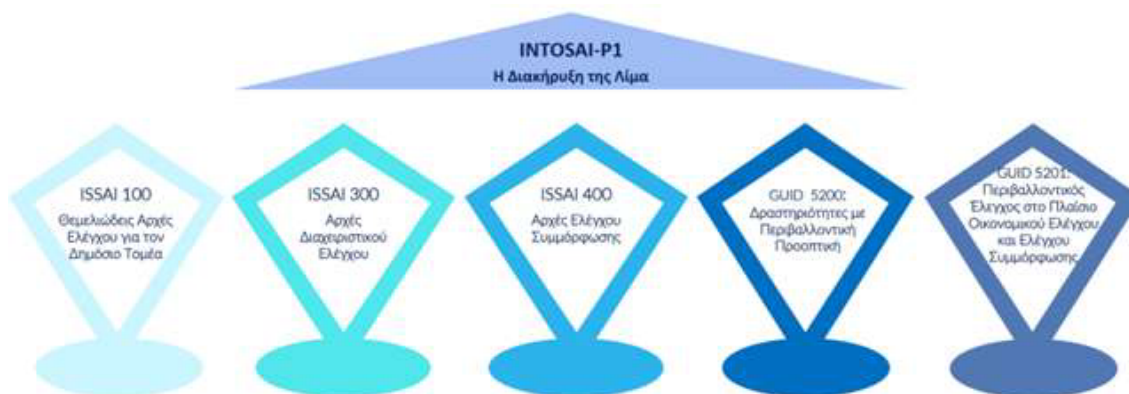 INTOSAI-P1
Η Διακήρυξη της Λίμα
ISSAI 100
Θεμελιώδεις Αρχές
Ελέγχου για τον
Δημόσιο Τομέα
ISSAI 300
Αρχές
Διαχειριστικού
Ελέγχου
ISSAI 400
Αρχές Ελέγχου
Συμμόρφωσης
GUID 5200:
Δραστηριότητες με
Περιβαλλοντική
Προοπτική
GUID 5201:
Περιβαλλοντικός
Έλεγχος στο Πλαίσιο
Οικονομικού Ελέγχου
και Ελέγχου
Συμμόρφωσης